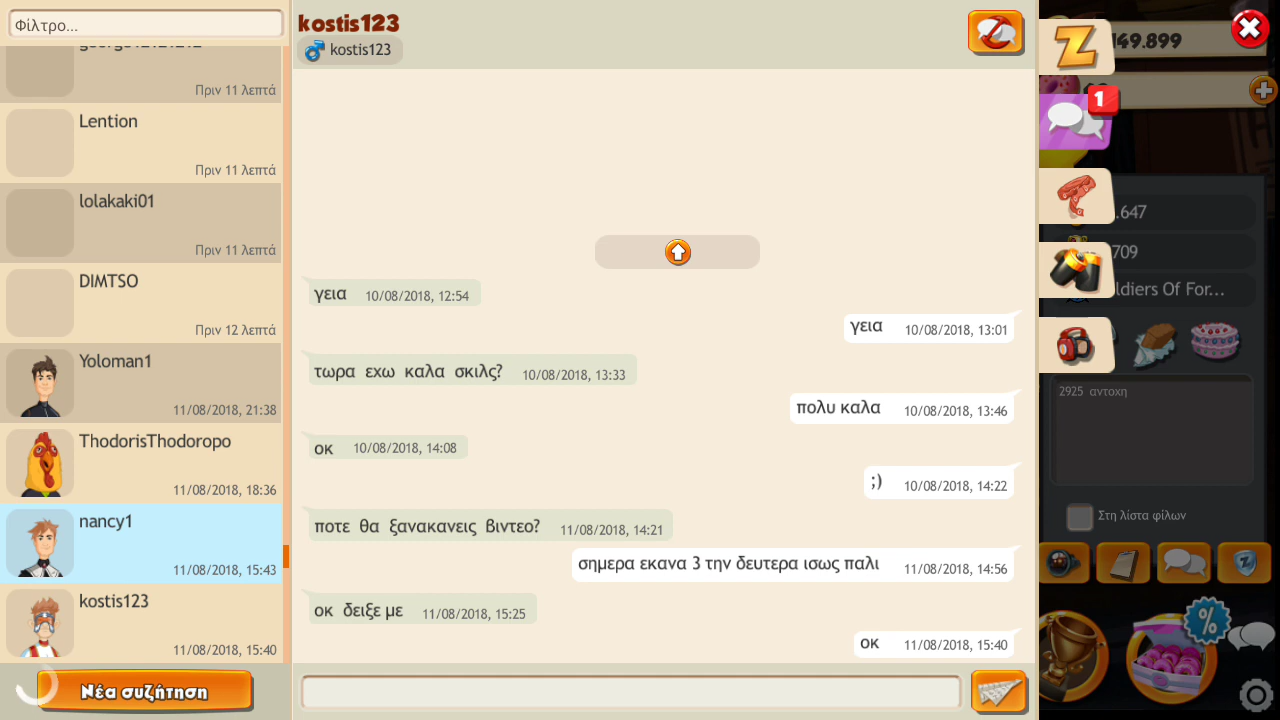 Φίλτρο...
Πριν 11 λεπτά
Lention
Πριν 11 λεπτά
lolakaki01
Πριν 11 λεπτά
DIMTSO
Πριν 12 λεπτά
Yoloman1
11/08/2018, 21:38
ThodorisThodoropo
11/08/2018, 18:36
nancy1
11/08/2018, 15:43
kostis123
11/08/2018, 15:40
Νέα συζήτηση
kostis123
kostis123
γεια 10/08/2018, 12:54
γεια 10/08/2018, 13:01
τωρα εχω καλα σκιλς? 10/08/2018, 13:33
πολυ καλα 10/08/2018, 13:46
οκ 10/08/2018, 14:08
;) 10/08/2018, 14:22
ποτε θα ξανακανεις βιντεο? 11/08/2018, 14:21
σημερα εκανα 3 την δευτερα ισως παλι 11/08/2018, 14:56
οκ δειξε με 11/08/2018, 15:25
οκ 11/08/2018, 15:40
Z
149.899
1
.647
709
ldiers Of For...
2925 αντοχη
Στη λίστα φίλων
Z
%